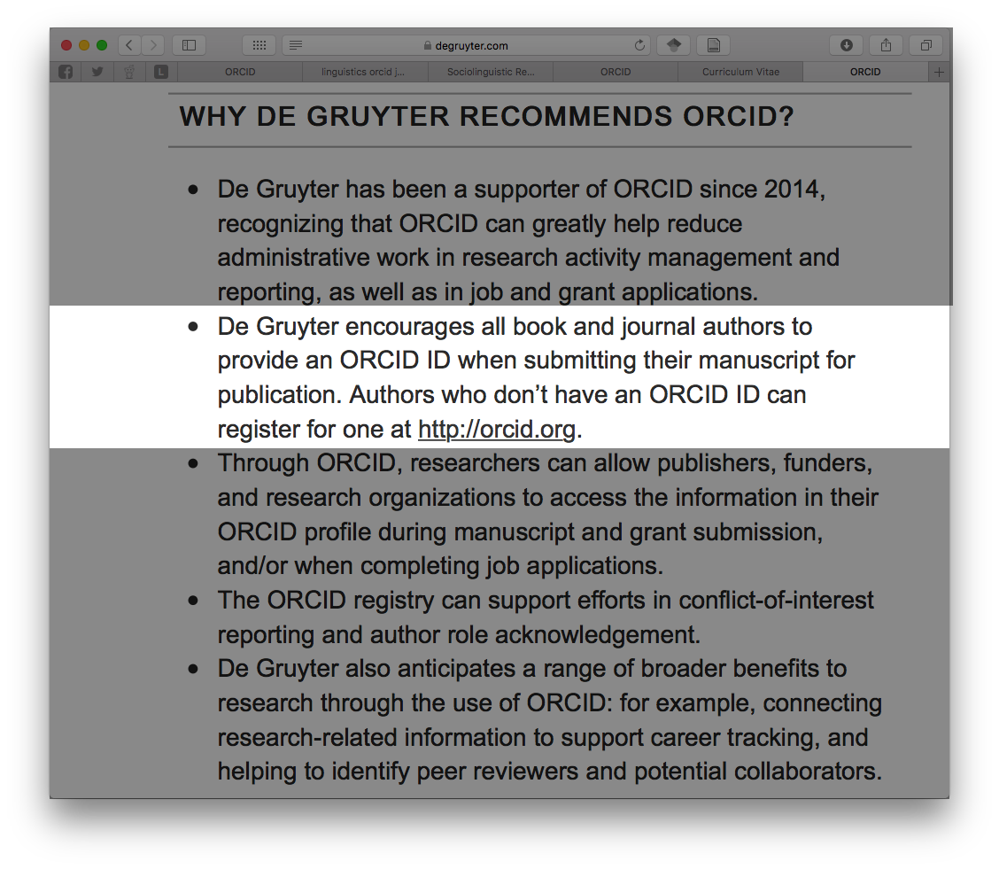 degruyter.com
L
ORCID
linguistics orcid j...
Sociolinguistic Re...
ORCID
Curriculum Vitae
ORCID
WHY DE GRUYTER RECOMMENDS ORCID?
• De Gruyter has been a supporter of ORCID since 2014,
recognizing that ORCID can greatly help reduce
administrative work in research activity management and
reporting, as well as in job and grant applications.
• De Gruyter encourages all book and journal authors to
provide an ORCID ID when submitting their manuscript for
publication. Authors who don’t have an ORCID ID can
register for one at http://orcid.org.
• Through ORCID, researchers can allow publishers, funders,
and research organizations to access the information in their
ORCID profile during manuscript and grant submission,
and/or when completing job applications.
• The ORCID registry can support efforts in conflict-of-interest
reporting and author role acknowledgement.
• De Gruyter also anticipates a range of broader benefits to
research through the use of ORCID: for example, connecting
research-related information to support career tracking, and
helping to identify peer reviewers and potential collaborators.